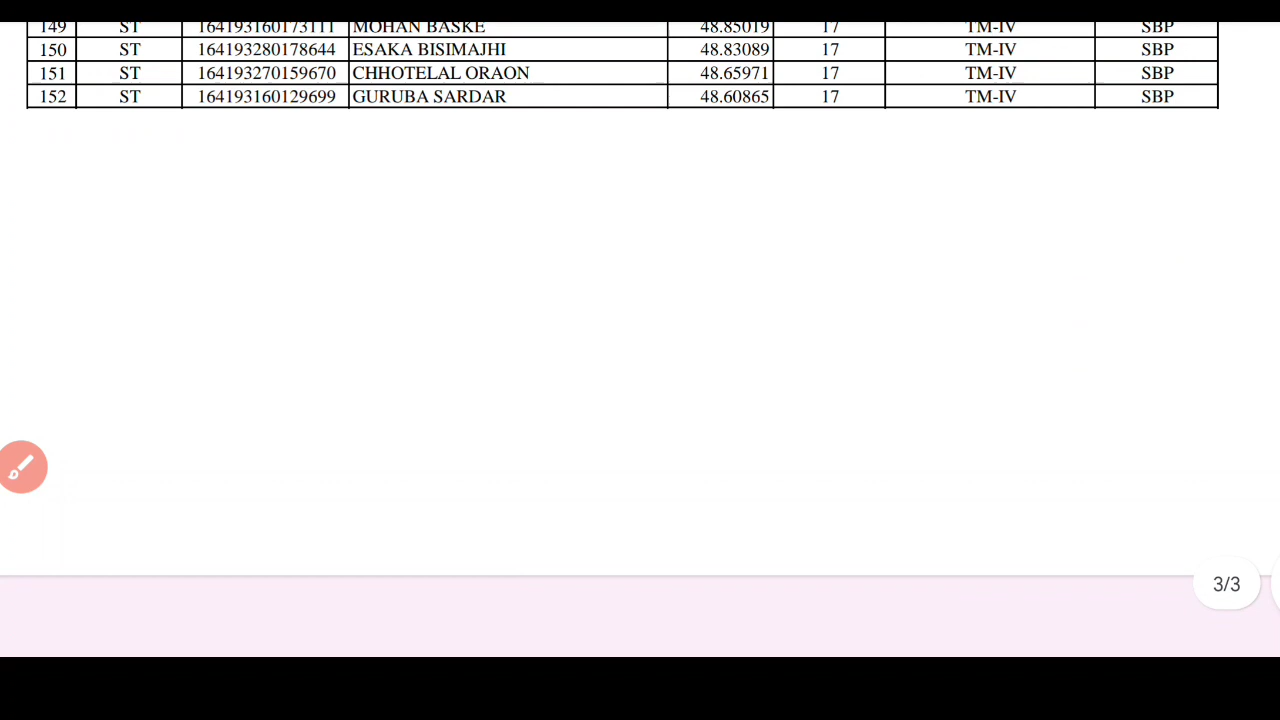 149 ST 164193160173111 MOHAN BASKE 48.85019 17 TM-IV SBP
150 ST 164193280178644 ESAKA BISIMAJHI 48.83089 17 TM-IV SBP
151 ST 164193270159670 CHHOTELAL ORAON 48.65971 17 TM-IV SBP
152 ST 164193160129699 GURUBA SARDAR 48.60865 17 TM-IV SBP
3/3